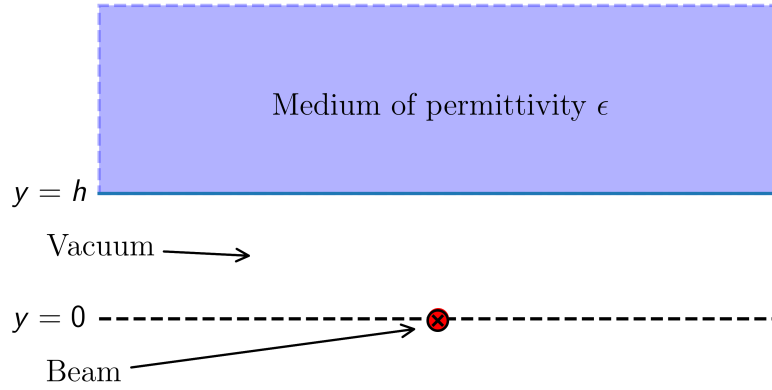 Medium of permittivity ϵ
y = h
Vacuum
y = 0
Beam